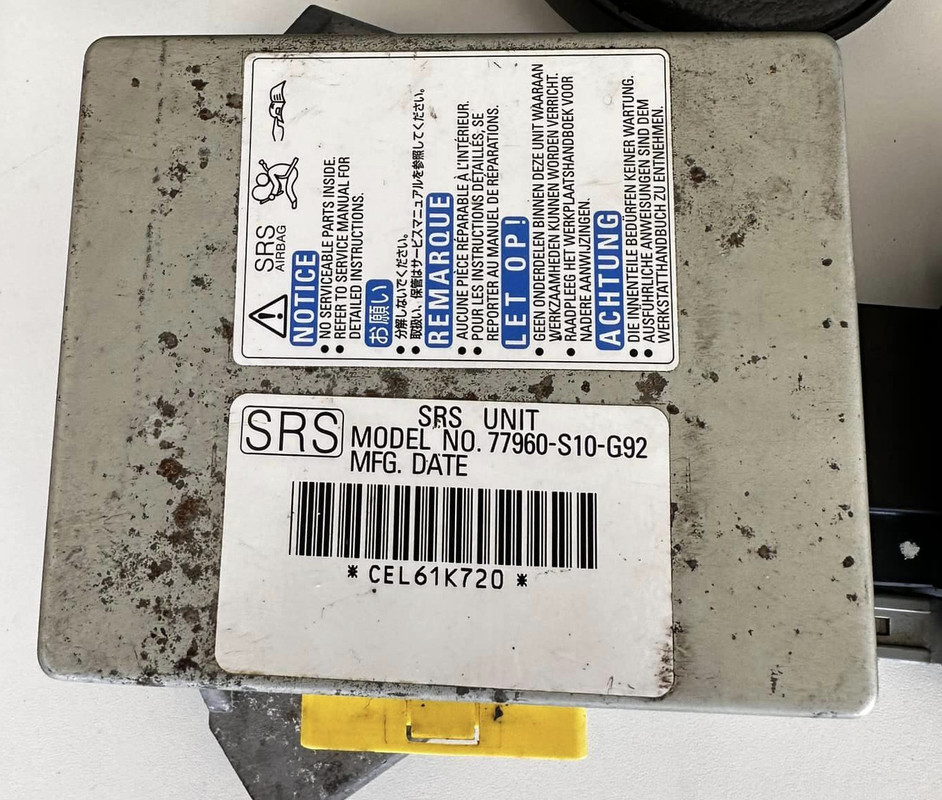 SRS
AIRBAG
NOTICE
● NO SERVICEABLE PARTS INSIDE.
● REFER TO SERVICE MANUAL FOR
DETAILED INSTRUCTIONS.
お願い
● 分解しないでください。
● 取扱い、保管はサービスマニュアルを参照してください。
REMARQUE
● AUCUNE PIÈCE RÉPARABLE À L'INTÉRIEUR.
● POUR LES INSTRUCTIONS DÉTAILLÉS, SE
REPORTER AU MANUEL DE RÉPARATIONS.
LET OP!
● GEEN ONDERDELEN BINNEN DEZE UNIT WAARAAN
WERKZAAMHEDEN KUNNEN WORDEN VERRICHT.
● RAADPLEEG HET WERKPLAATSHANDBOEK VOOR
NADERE AANWIJZINGEN.
ACHTUNG
● DIE INNENTEILE BEDÜRFEN KEINER WARTUNG.
● AUSFÜHRLICHE ANWEISUNGEN SIND DEM
WERKSTATTHANDBUCH ZU ENTNEHMEN.
SRS
SRS UNIT
MODEL NO. 77960-S10-G92
MFG. DATE
* CEL61K720 *